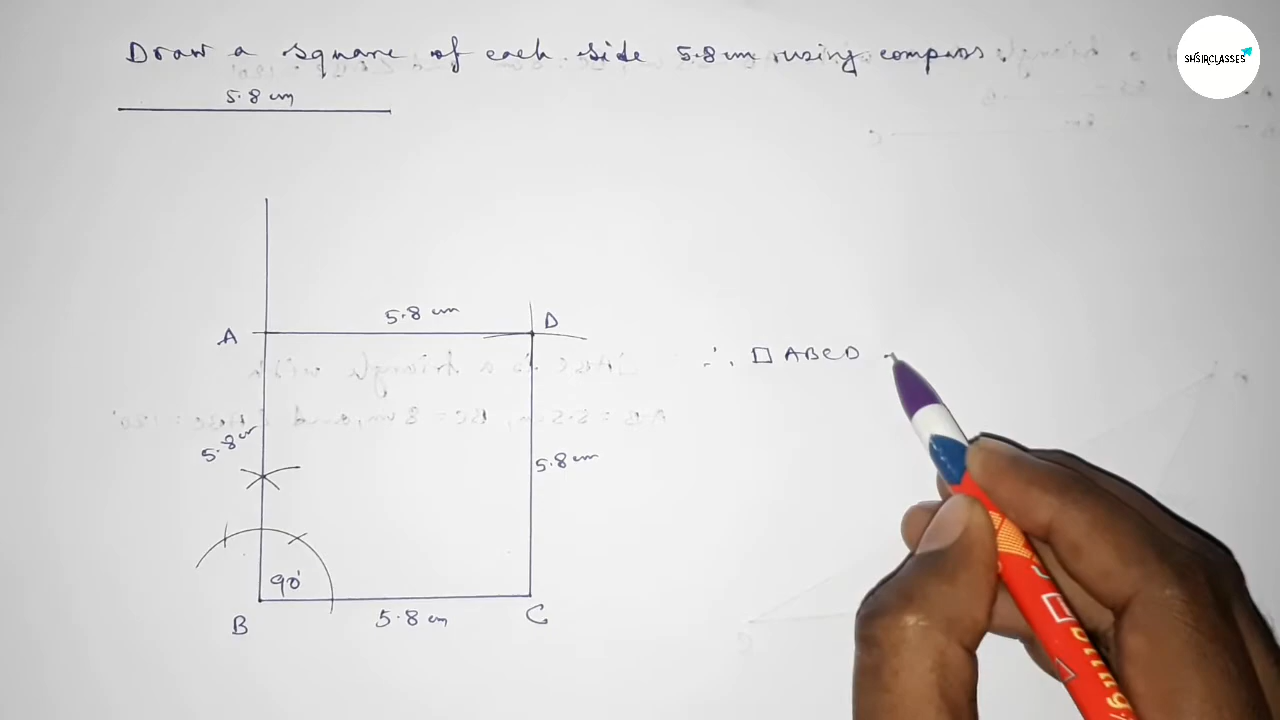 Draw a square of each side 5.8 cm using compass.
SHSIRCLASSES
5.8 cm
5.8 cm
A
D
∴ □ ABCD
5.8 cm
5.8 cm
90°
B
5.8 cm
C